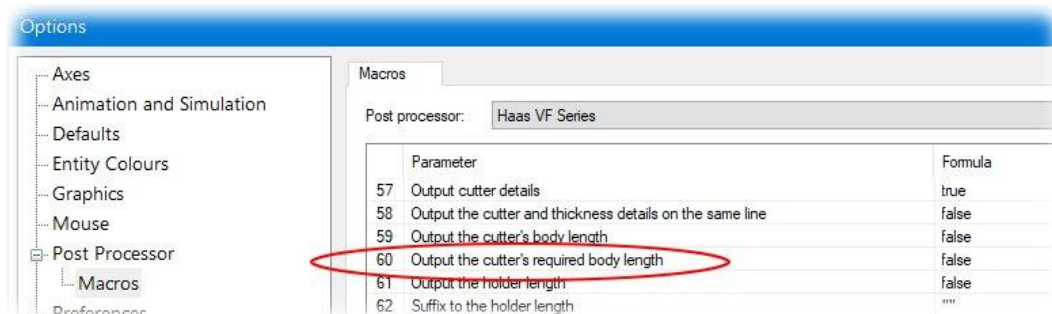 Options
Axes
Animation and Simulation
Defaults
Entity Colours
Graphics
Mouse
Post Processor
Macros
Preferences
Macros
Post processor: Haas VF Series
Parameter Formula
57 Output cutter details true
58 Output the cutter and thickness details on the same line false
59 Output the cutter's body length false
60 Output the cutter's required body length false
61 Output the holder length false
62 Suffix to the holder length ""